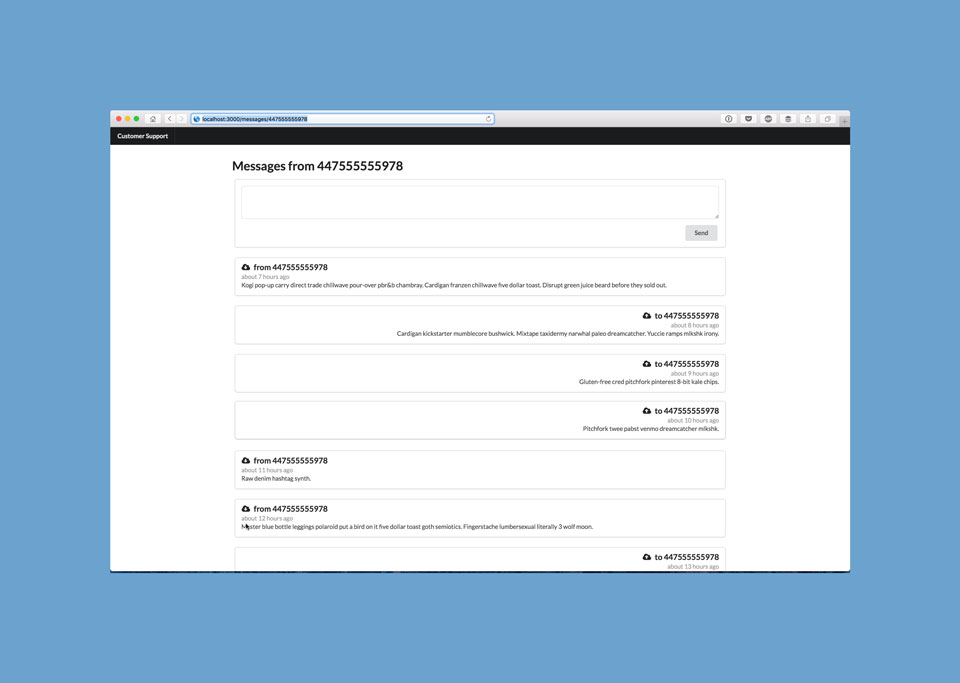 localhost:3000/messages/447555555978
Customer Support
Messages from 447555555978
Send
from 447555555978
about 7 hours ago
Kogi pop-up carry direct trade chillwave pour-over pbr&b chambray. Cardigan franzen chillwave five dollar toast. Disrupt green juice beard before they sold out.
to 447555555978
about 8 hours ago
Cardigan kickstarter mumblecore bushwick. Mixtape taxidermy narwhal paleo dreamcatcher. Yuccie ramps mlkshk irony.
to 447555555978
about 9 hours ago
Gluten-free cred pitchfork pinterest 8-bit kale chips.
to 447555555978
about 10 hours ago
Pitchfork twee pabst venmo dreamcatcher mlkshk.
from 447555555978
about 11 hours ago
Raw denim hashtag synth.
from 447555555978
about 12 hours ago
blue bottle leggings polaroid put a bird on it five dollar toast goth semiotics. Fingerstache lumbersexual literally 3 wolf moon.
to 447555555978
about 13 hours ago